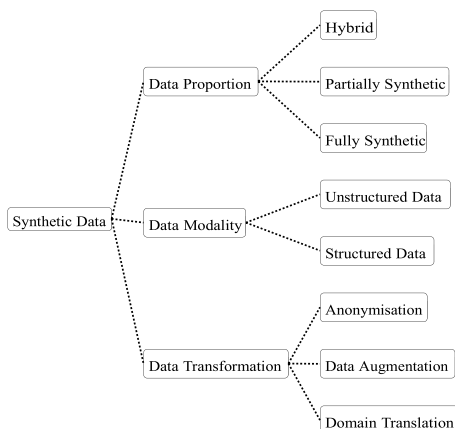 Hybrid
Data Proportion
Partially Synthetic
Fully Synthetic
Synthetic Data
Data Modality
Unstructured Data
Structured Data
Data Transformation
Anonymisation
Data Augmentation
Domain Translation